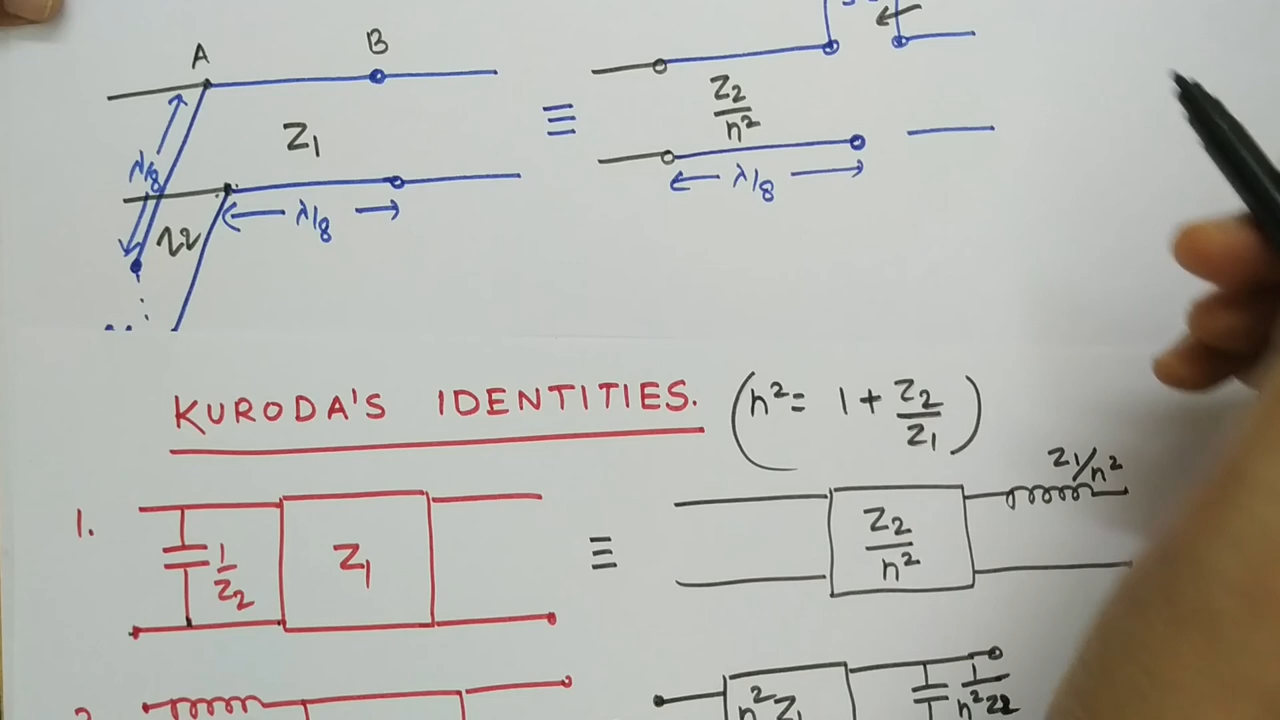 A
B
λ/8
Z1
Z2
λ/8
≡
Z2/n²
λ/8
KURODA'S IDENTITIES. (n² = 1 + Z2/Z1)
1.
1/Z2
Z1
≡
Z2/n²
Z1/n²
n²Z1
1/n²Z2